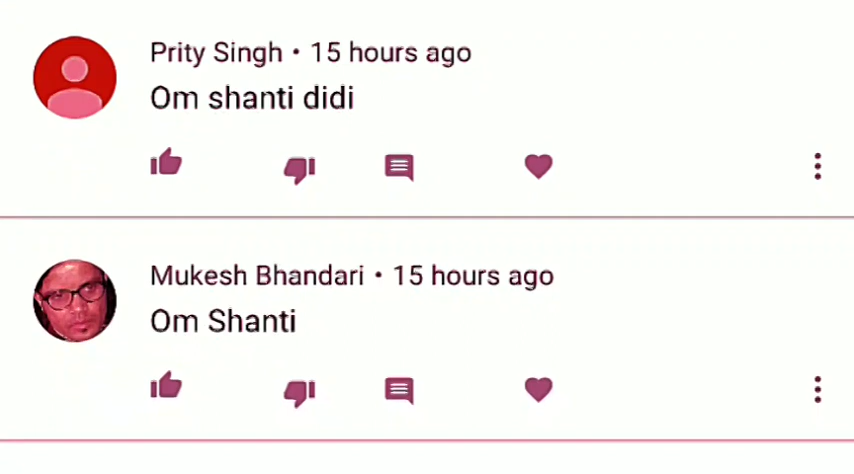 Prity Singh • 15 hours ago
Om shanti didi
Mukesh Bhandari • 15 hours ago
Om Shanti